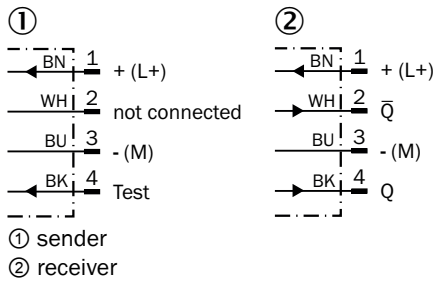 ① ②
BN 1 + (L+)
WH 2 not connected
BU 3 - (M)
BK 4 Test
BN 1 + (L+)
WH 2 Q̅
BU 3 - (M)
BK 4 Q
① sender
② receiver